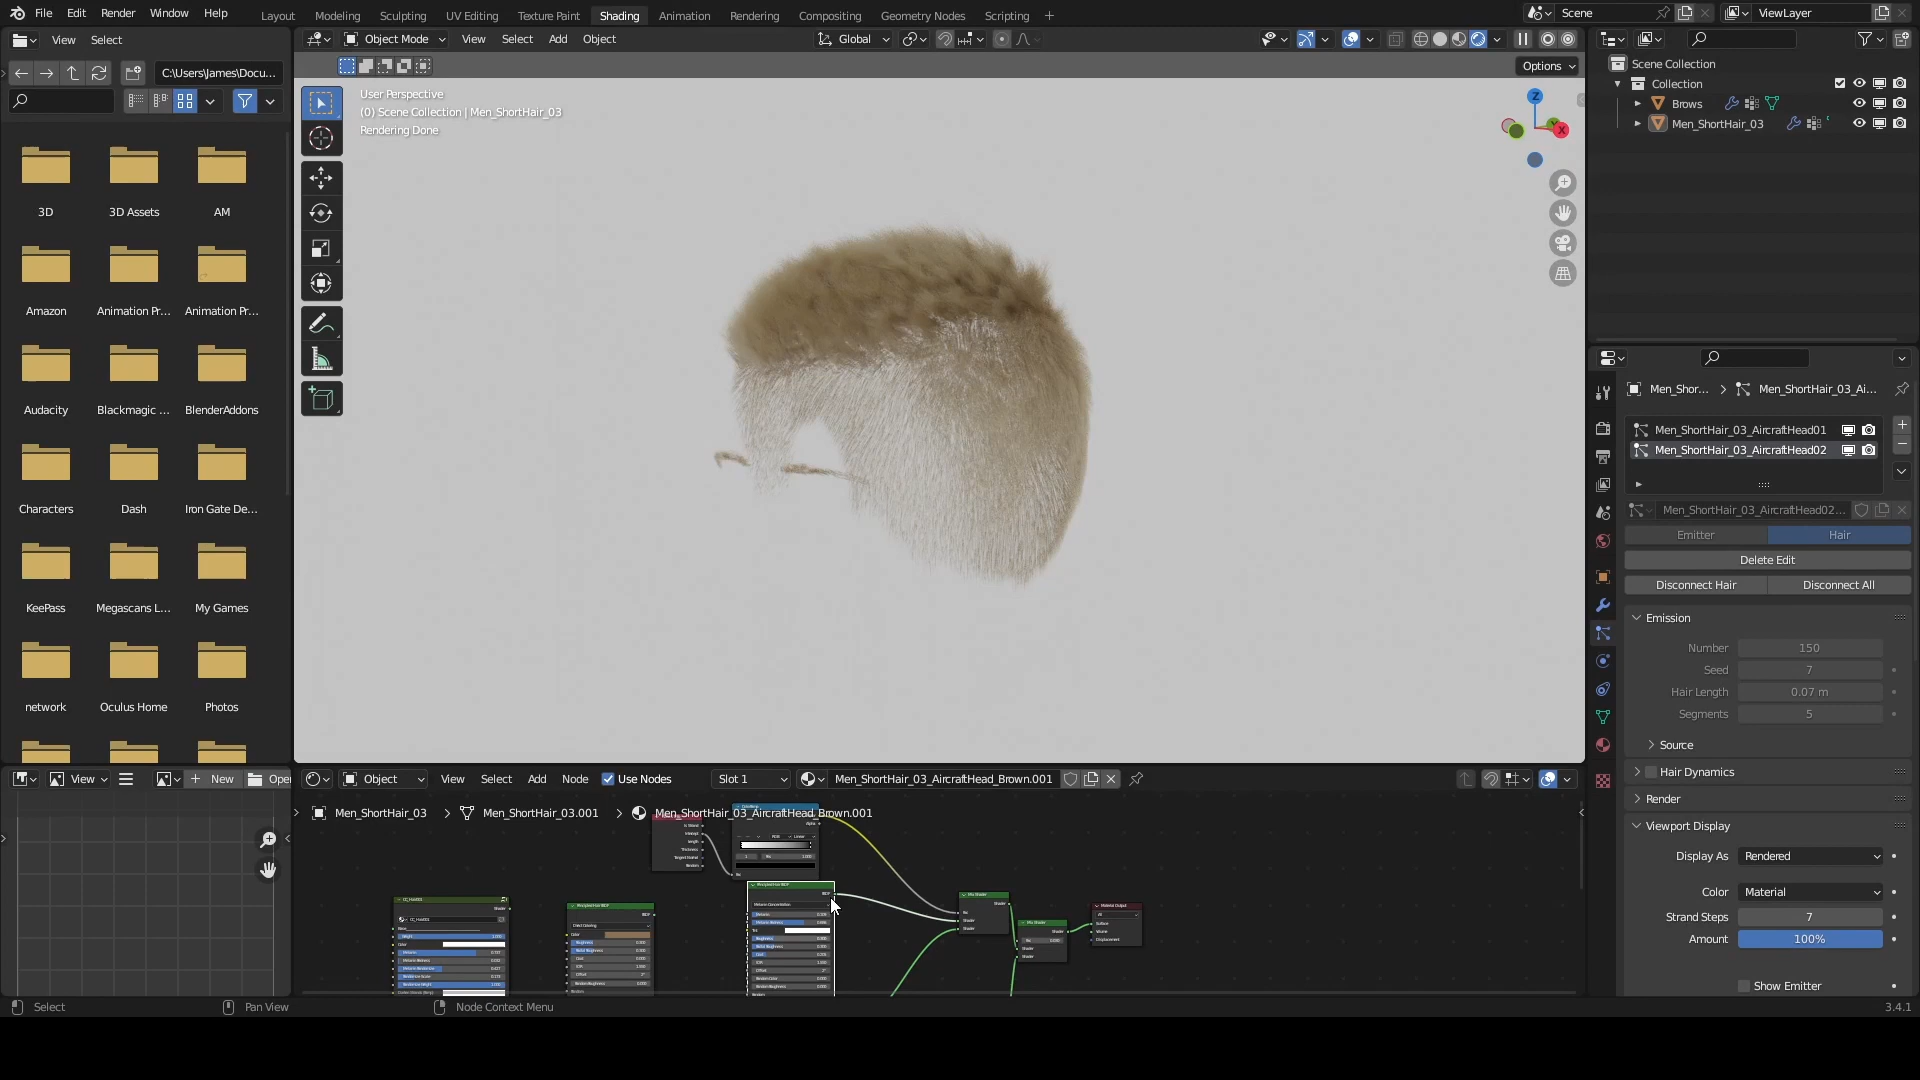 File Edit Render Window Help
Layout Modeling Sculpting UV Editing Texture Paint Shading Animation Rendering Compositing Geometry Nodes Scripting +
Scene
ViewLayer
View Select
Object Mode View Select Add Object
Global
C:\Users\James\Docu...
Options
User Perspective
(0) Scene Collection | Men_ShortHair_03
Rendering Done
Z
Y
X
3D 3D Assets AM
Amazon Animation Pr... Animation Pr...
Audacity Blackmagic ... BlenderAddons
Characters Dash Iron Gate De...
KeePass Megascans L... My Games
network Oculus Home Photos
Scene Collection
Collection
Brows
Men_ShortHair_03
Men_Shor... > Men_ShortHair_03_Ai...
Men_ShortHair_03_AircraftHead01
Men_ShortHair_03_AircraftHead02
Men_ShortHair_03_AircraftHead02...
Emitter Hair
Delete Edit
Disconnect Hair Disconnect All
Emission
Number 150
Seed 7
Hair Length 0.07 m
Segments 5
Source
Hair Dynamics
Render
Viewport Display
Display As Rendered
Color Material
Strand Steps 7
Amount 100%
Show Emitter
View + New Open
Object View Select Add Node Use Nodes Slot 1 Men_ShortHair_03_AircraftHead_Brown.001
Men_ShortHair_03 > Men_ShortHair_03.001 > Men_ShortHair_03_AircraftHead_Brown.001
Mix Shader
Mix Shader
Material Output
Select Pan View Node Context Menu 3.4.1